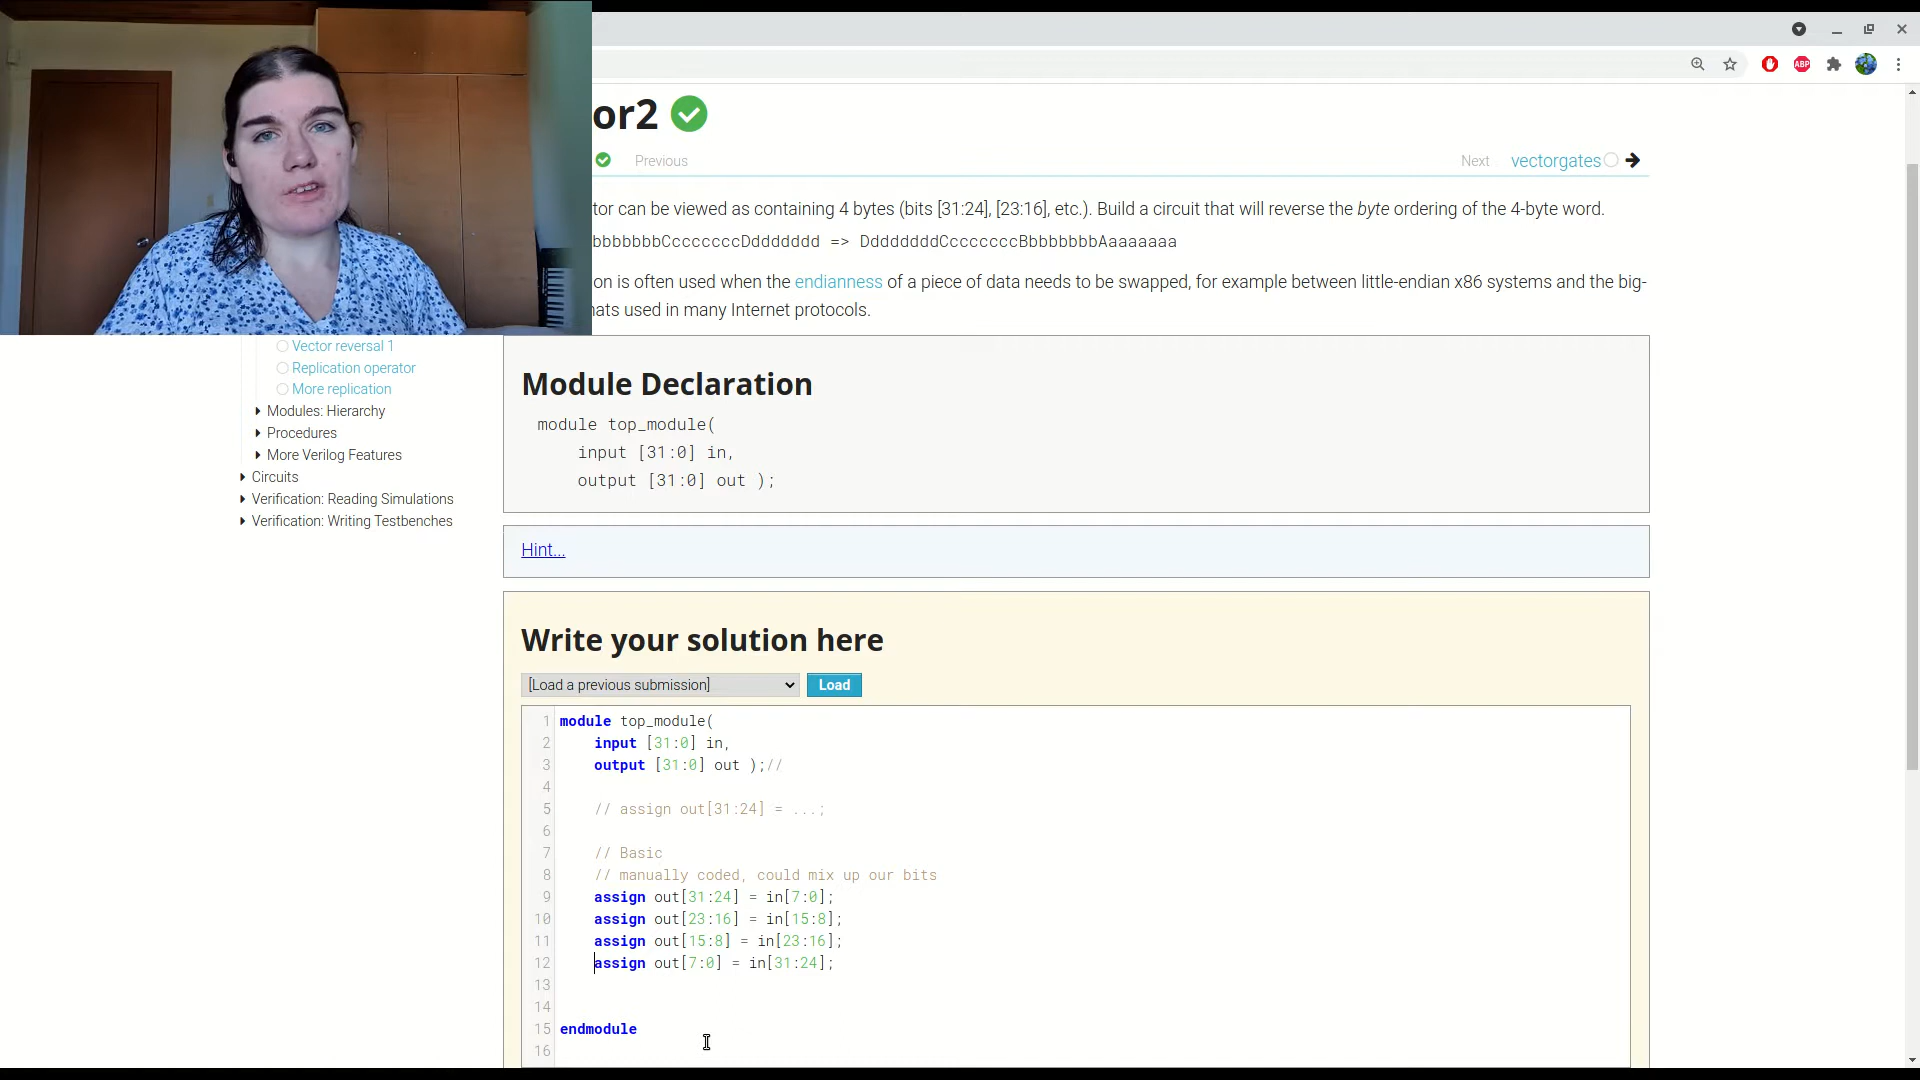 or2
Previous
Next vectorgates
tor can be viewed as containing 4 bytes (bits [31:24], [23:16], etc.). Build a circuit that will reverse the byte ordering of the 4-byte word.
bbbbbbbCcccccccDddddddd => DdddddddCcccccccBbbbbbbbAaaaaaaa
on is often used when the endianness of a piece of data needs to be swapped, for example between little-endian x86 systems and the big-
ats used in many Internet protocols.
Vector reversal 1
Replication operator
More replication
Modules: Hierarchy
Procedures
More Verilog Features
Circuits
Verification: Reading Simulations
Verification: Writing Testbenches
Module Declaration
module top_module(
input [31:0] in,
output [31:0] out );
Hint...
Write your solution here
[Load a previous submission] Load
1 module top_module(
2 input [31:0] in,
3 output [31:0] out );//
4
5 // assign out[31:24] = ...;
6
7 // Basic
8 // manually coded, could mix up our bits
9 assign out[31:24] = in[7:0];
10 assign out[23:16] = in[15:8];
11 assign out[15:8] = in[23:16];
12 assign out[7:0] = in[31:24];
13
14
15 endmodule
16
ABP